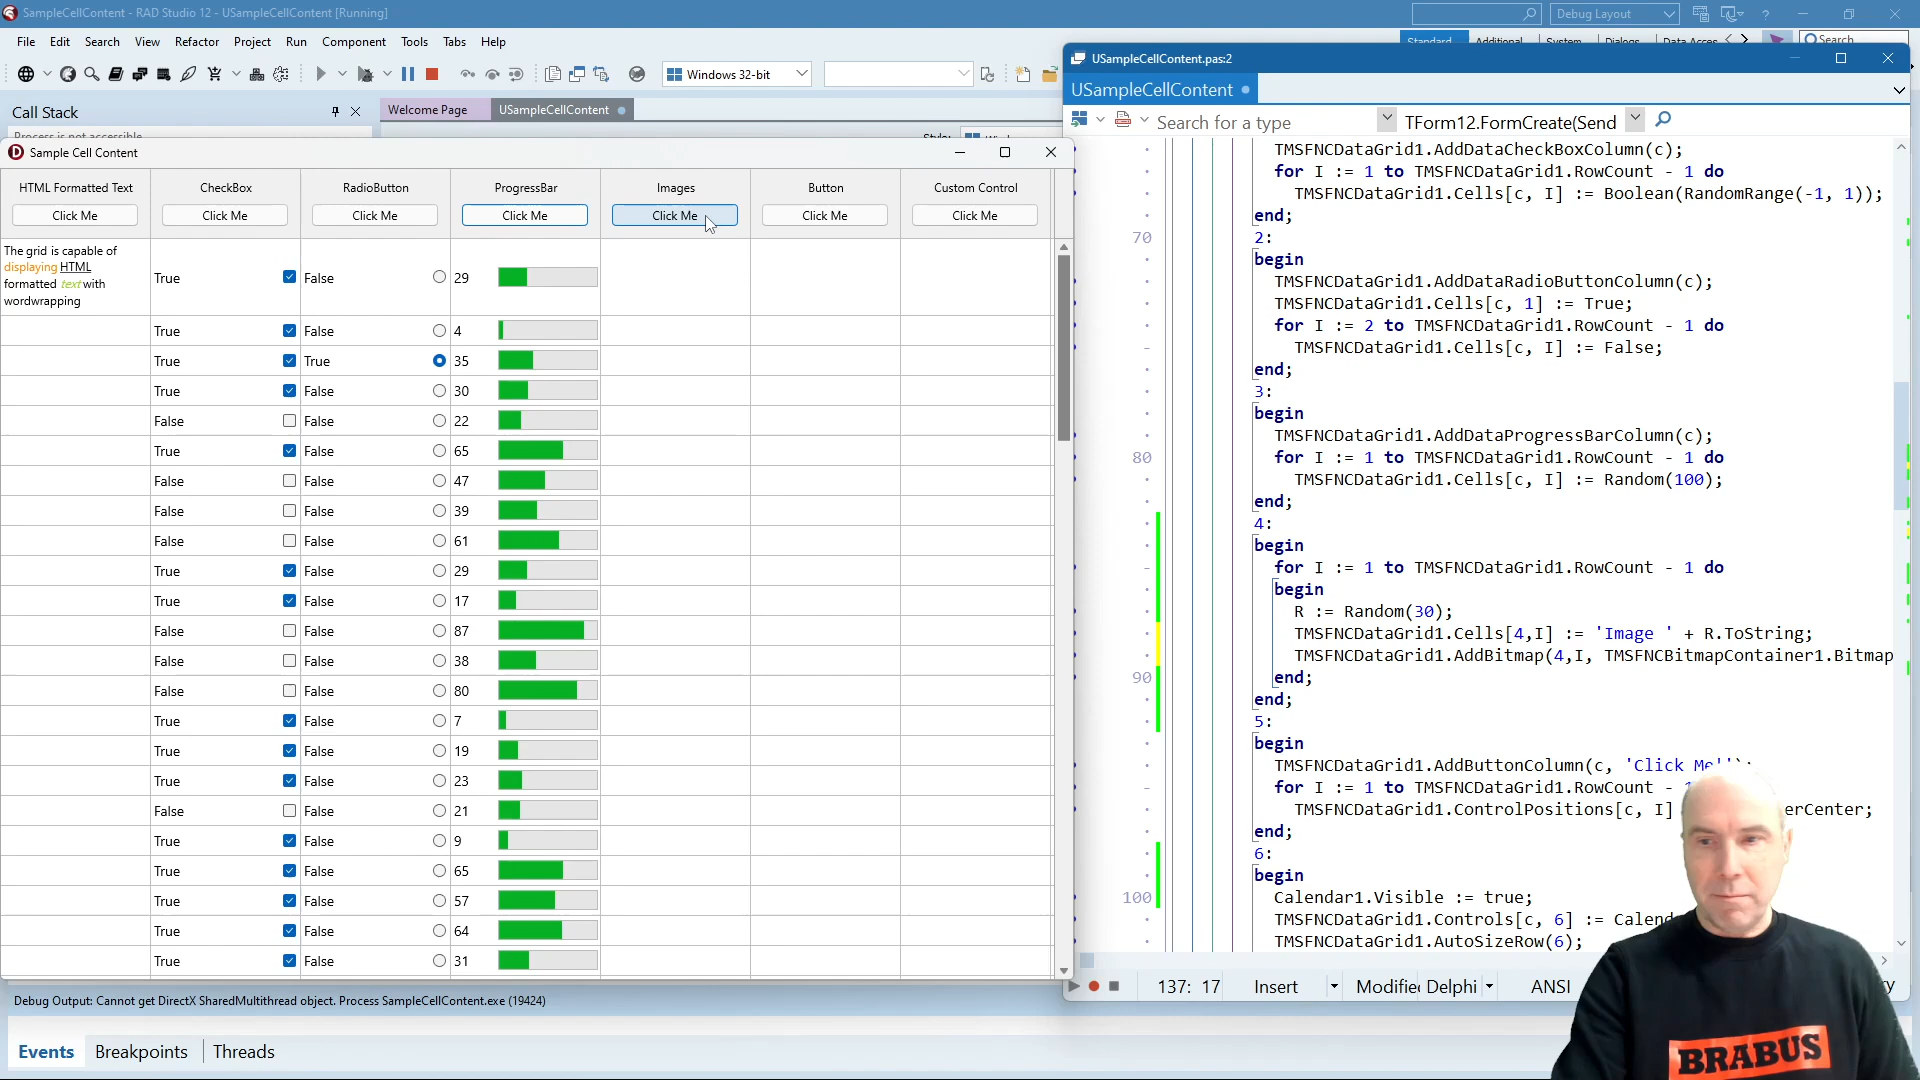 SampleCellContent - RAD Studio 12 - USampleCellContent [Running]
Debug Layout
File Edit Search View Refactor Project Run Component Tools Tabs Help
Standard Additional System Dialogs Data Acces
Search
Windows 32-bit
Call Stack
Process is not accessible
Welcome Page
USampleCellContent
Style:
Sample Cell Content
HTML Formatted Text CheckBox RadioButton ProgressBar Images Button Custom Control
Click Me Click Me Click Me Click Me Click Me Click Me Click Me
The grid is capable of
displaying HTML
formatted text with
wordwrapping
True False 29
True False 4
True True 35
True False 30
False False 22
True False 65
False False 47
False False 39
False False 61
True False 29
True False 17
False False 87
False False 38
False False 80
True False 7
True False 19
True False 23
False False 21
True False 9
True False 65
True False 57
True False 64
True False 31
Debug Output: Cannot get DirectX SharedMultithread object. Process SampleCellContent.exe (19424)
Events Breakpoints Threads
USampleCellContent.pas:2
USampleCellContent
Search for a type
TForm12.FormCreate(Send
TMSFNCDataGrid1.AddDataCheckBoxColumn(c);
for I := 1 to TMSFNCDataGrid1.RowCount - 1 do
TMSFNCDataGrid1.Cells[c, I] := Boolean(RandomRange(-1, 1));
end;
70 2:
begin
TMSFNCDataGrid1.AddDataRadioButtonColumn(c);
TMSFNCDataGrid1.Cells[c, 1] := True;
for I := 2 to TMSFNCDataGrid1.RowCount - 1 do
TMSFNCDataGrid1.Cells[c, I] := False;
end;
3:
begin
TMSFNCDataGrid1.AddDataProgressBarColumn(c);
80 for I := 1 to TMSFNCDataGrid1.RowCount - 1 do
TMSFNCDataGrid1.Cells[c, I] := Random(100);
end;
4:
begin
for I := 1 to TMSFNCDataGrid1.RowCount - 1 do
begin
R := Random(30);
TMSFNCDataGrid1.Cells[4,I] := 'Image ' + R.ToString;
TMSFNCDataGrid1.AddBitmap(4,I, TMSFNCBitmapContainer1.Bitmap
90 end;
end;
5:
begin
TMSFNCDataGrid1.AddButtonColumn(c, 'Click Me!');
for I := 1 to TMSFNCDataGrid1.RowCount -
TMSFNCDataGrid1.ControlPositions[c, I] erCenter;
end;
6:
begin
100 Calendar1.Visible := true;
TMSFNCDataGrid1.Controls[c, 6] := Calend
TMSFNCDataGrid1.AutoSizeRow(6);
137: 17 Insert Modified Delphi ANSI
BRABUS